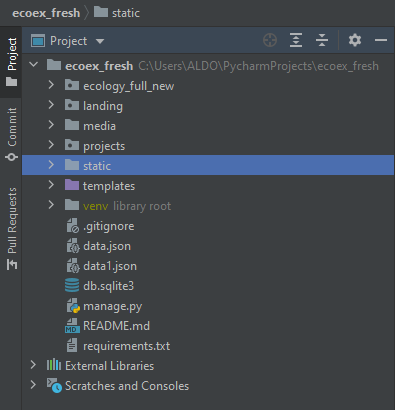 ecoex_fresh static
Project
Commit
Pull Requests
Project
ecoex_fresh C:\Users\ALDO\PycharmProjects\ecoex_fresh
ecology_full_new
landing
media
projects
static
templates
venv library root
.gitignore
data.json
data1.json
db.sqlite3
manage.py
MD README.md
requirements.txt
External Libraries
Scratches and Consoles